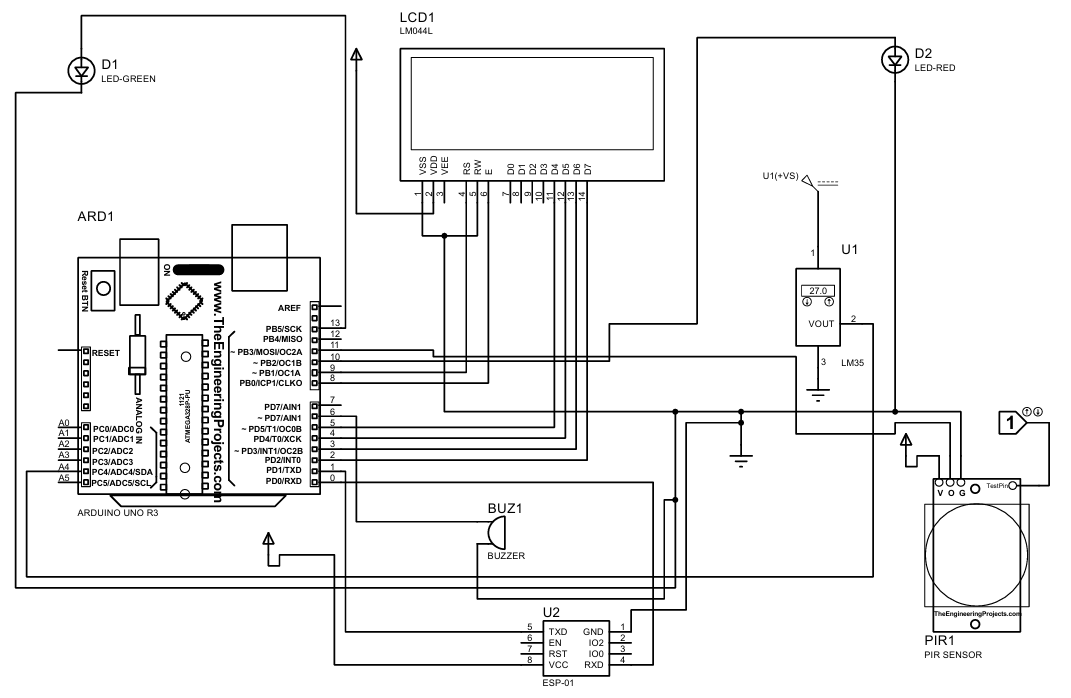 LCD1
LM044L
D1
LED-GREEN
D2
LED-RED
VSS
VDD
VEE
RS
RW
E
D0
D1
D2
D3
D4
D5
D6
D7
1
2
3
4
5
6
7
8
9
10
11
12
13
14
U1(+VS)
1
U1
27.0
VOUT
2
3
LM35
ARD1
Reset BTN
ON
www.TheEngineeringProjects.com
ANALOG IN
ATMEGA328P-PU
1121
RESET
A0
PC0/ADC0
A1
PC1/ADC1
A2
PC2/ADC2
A3
PC3/ADC3
A4
PC4/ADC4/SDA
A5
PC5/ADC5/SCL
AREF
PB5/SCK 13
PB4/MISO 12
~ PB3/MOSI/OC2A 11
~ PB2/OC1B 10
~ PB1/OC1A 9
PB0/ICP1/CLKO 8
PD7/AIN1 7
~ PD7/AIN1 6
~ PD5/T1/OC0B 5
PD4/T0/XCK 4
~ PD3/INT1/OC2B 3
PD2/INT0 2
PD1/TXD 1
PD0/RXD 0
ARDUINO UNO R3
BUZ1
BUZZER
U2
5 TXD GND 1
6 EN IO2 2
7 RST IO0 3
8 VCC RXD 4
ESP-01
1
V O G
TestPin
TheEngineeringProjects.com
PIR1
PIR SENSOR